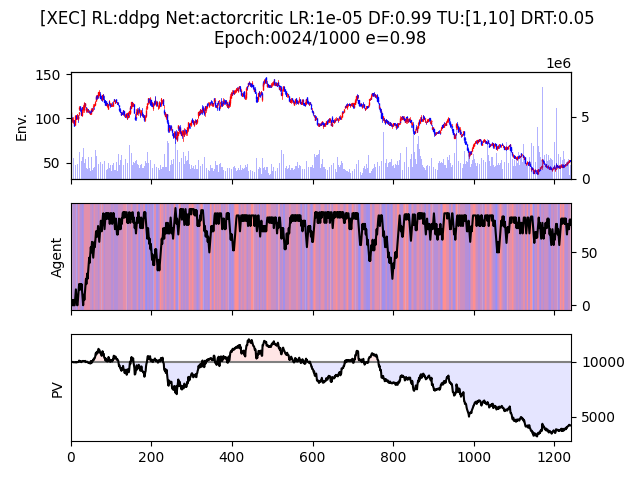 [XEC] RL:ddpg Net:actorcritic LR:1e-05 DF:0.99 TU:[1,10] DRT:0.05
Epoch:0024/1000 e=0.98
1e6
150
100
50
Env.
5
0
Agent
50
0
PV
10000
5000
0 200 400 600 800 1000 1200